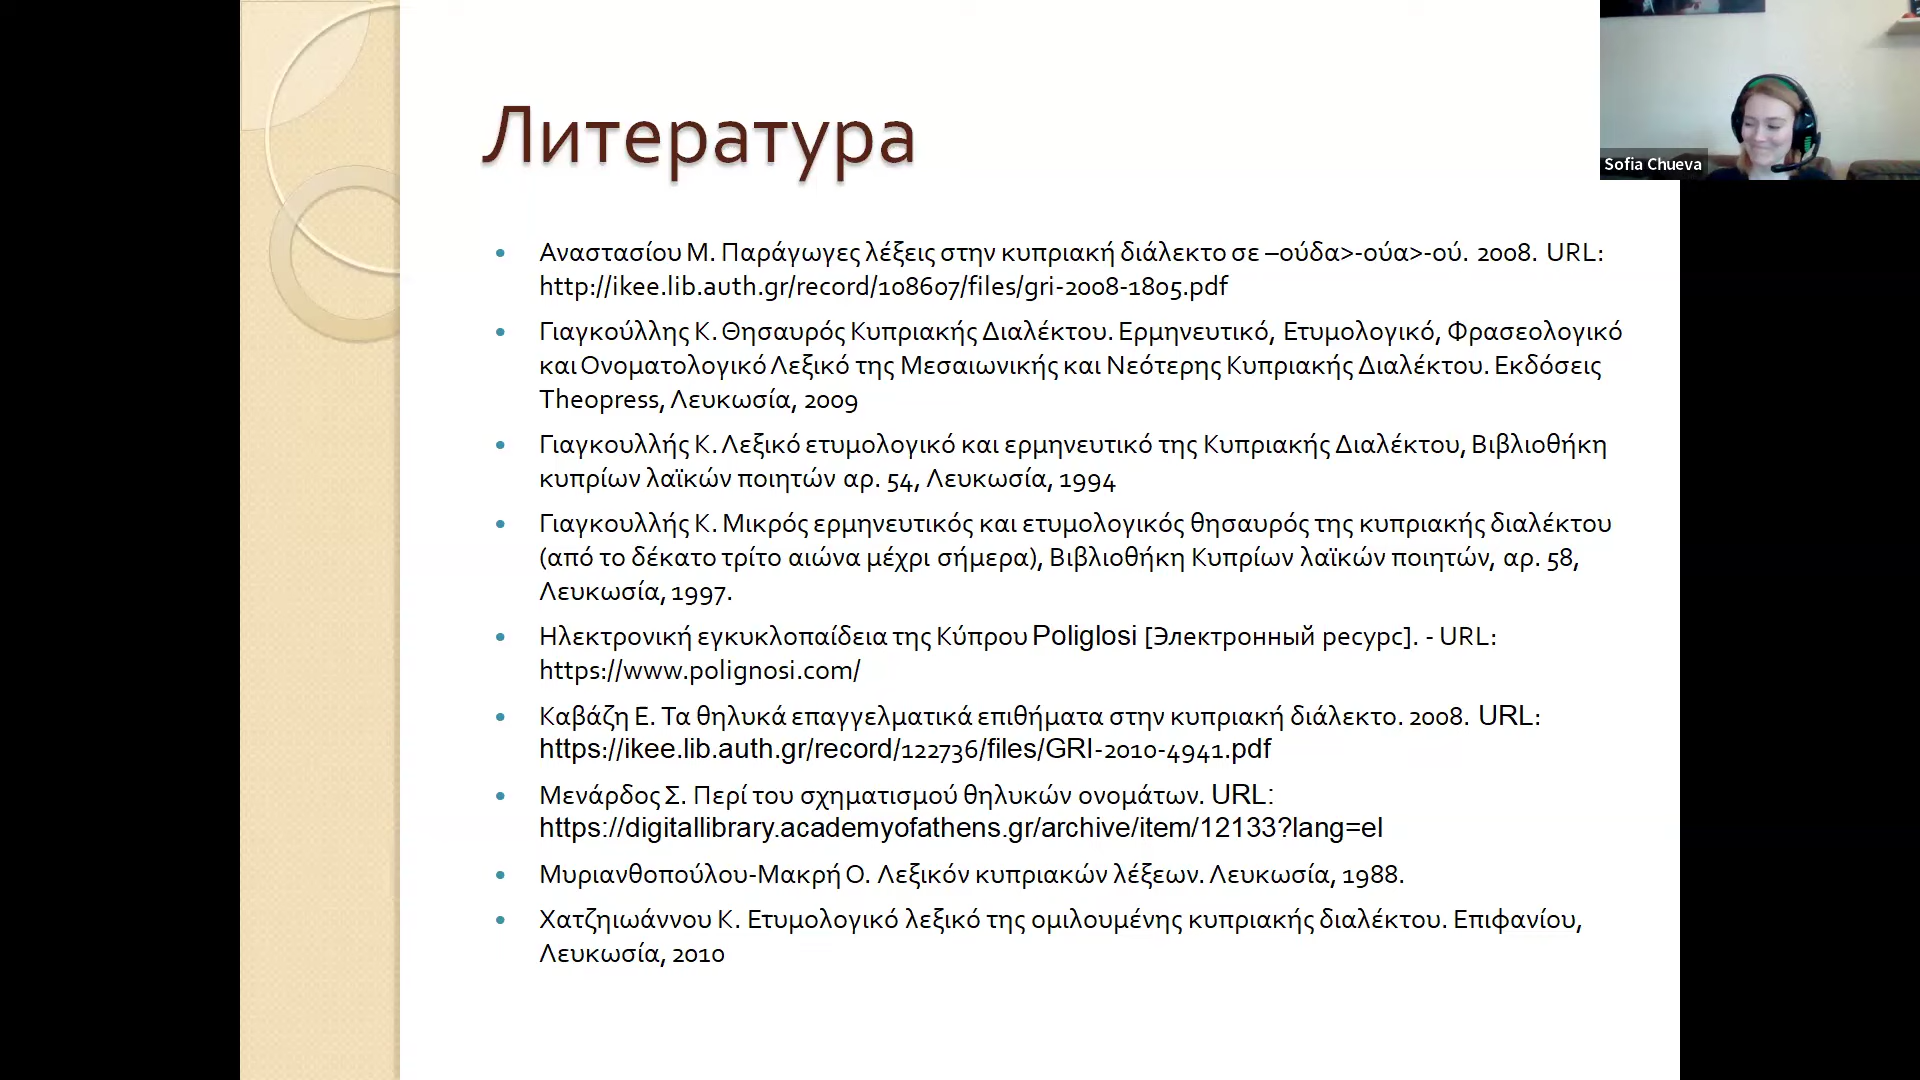 Литература
Sofia Chueva
Αναστασίου Μ. Παράγωγες λέξεις στην κυπριακή διάλεκτο σε –ούδα>-ούα>-ού. 2008. URL:
http://ikee.lib.auth.gr/record/108607/files/gri-2008-1805.pdf
Γιαγκούλλης Κ. Θησαυρός Κυπριακής Διαλέκτου. Ερμηνευτικό, Ετυμολογικό, Φρασεολογικό
και Ονοματολογικό Λεξικό της Μεσαιωνικής και Νεότερης Κυπριακής Διαλέκτου. Εκδόσεις
Theopress, Λευκωσία, 2009
Γιαγκουλλής Κ. Λεξικό ετυμολογικό και ερμηνευτικό της Κυπριακής Διαλέκτου, Βιβλιοθήκη
κυπρίων λαϊκών ποιητών αρ. 54, Λευκωσία, 1994
Γιαγκουλλής Κ. Μικρός ερμηνευτικός και ετυμολογικός θησαυρός της κυπριακής διαλέκτου
(από το δέκατο τρίτο αιώνα μέχρι σήμερα), Βιβλιοθήκη Κυπρίων λαϊκών ποιητών, αρ. 58,
Λευκωσία, 1997.
Ηλεκτρονική εγκυκλοπαίδεια της Κύπρου Poliglosi [Электронный ресурс]. - URL:
https://www.polignosi.com/
Καβάζη Ε. Τα θηλυκά επαγγελματικά επιθήματα στην κυπριακή διάλεκτο. 2008. URL:
https://ikee.lib.auth.gr/record/122736/files/GRI-2010-4941.pdf
Μενάρδος Σ. Περί του σχηματισμού θηλυκών ονομάτων. URL:
https://digitallibrary.academyofathens.gr/archive/item/12133?lang=el
Μυριανθοπούλου-Μακρή Ο. Λεξικόν κυπριακών λέξεων. Λευκωσία, 1988.
Χατζηιωάννου Κ. Ετυμολογικό λεξικό της ομιλουμένης κυπριακής διαλέκτου. Επιφανίου,
Λευκωσία, 2010